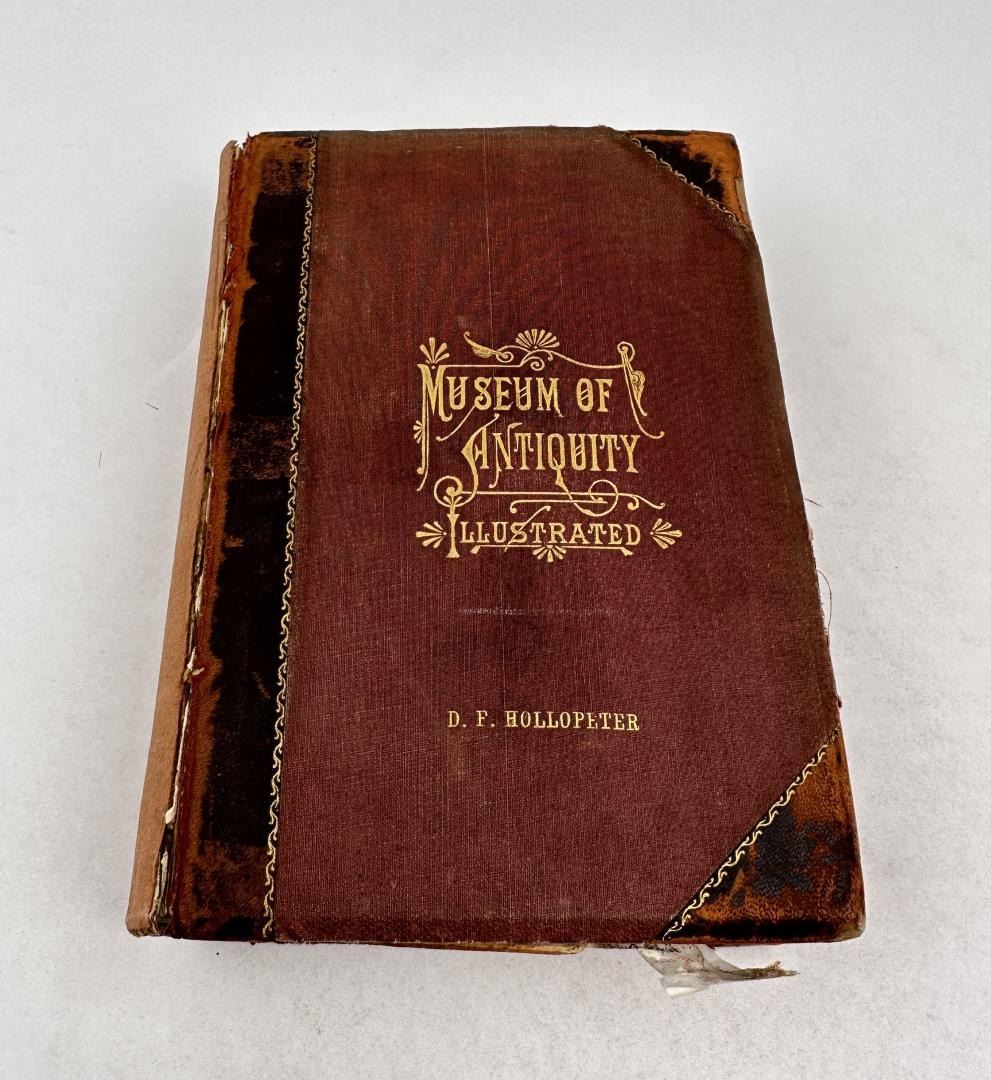 MUSEUM OF
ANTIQUITY
ILLUSTRATED
D. F. HOLLOPETER